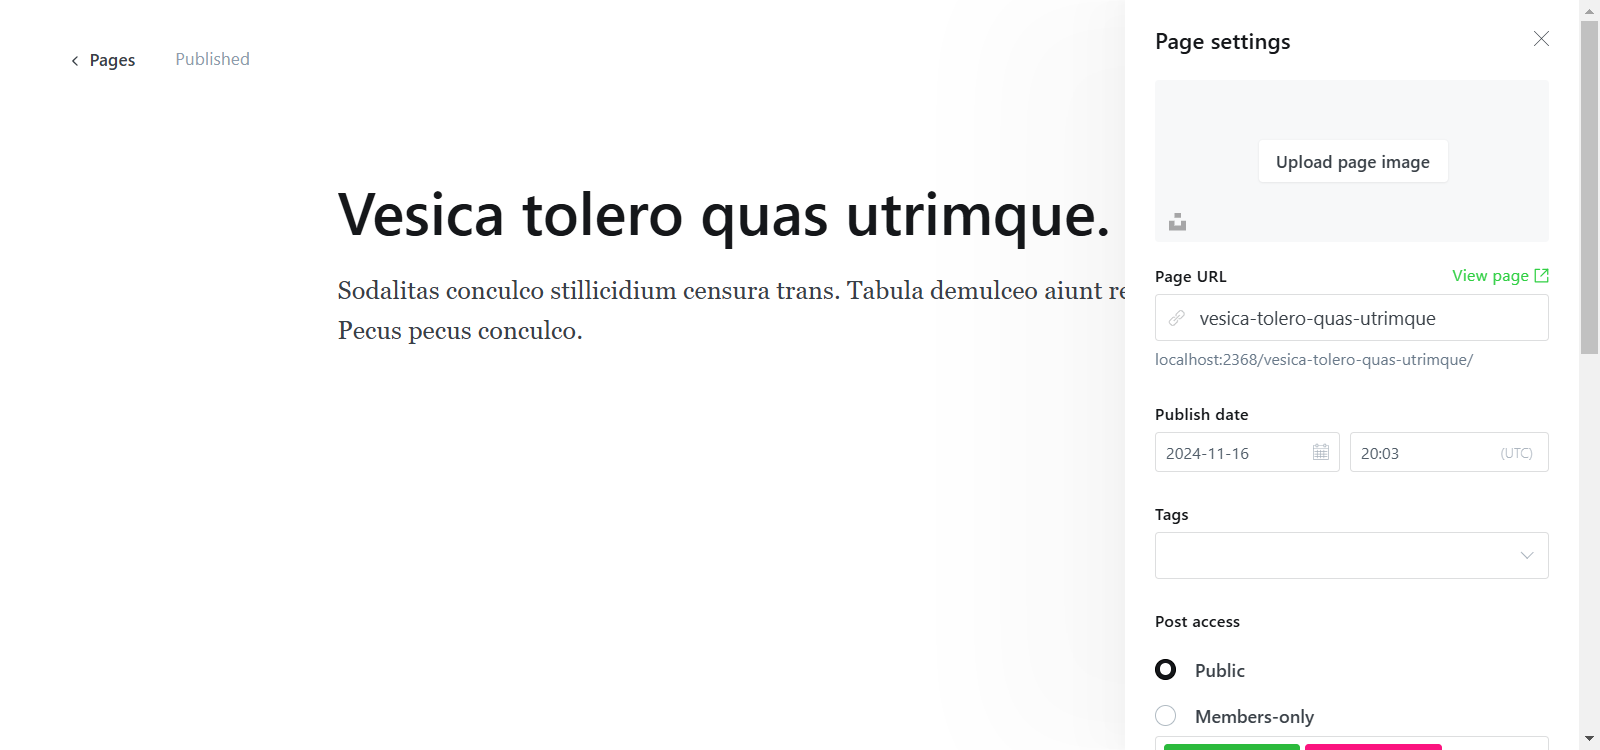 Pages
Published
Vesica tolero quas utrimque.
Sodalitas conculco stillicidium censura trans. Tabula demulceo aiunt
Pecus pecus conculco.
Page settings
Upload page image
Page URL
View page
vesica-tolero-quas-utrimque
localhost:2368/vesica-tolero-quas-utrimque/
Publish date
2024-11-16
20:03
(UTC)
Tags
Post access
Public
Members-only